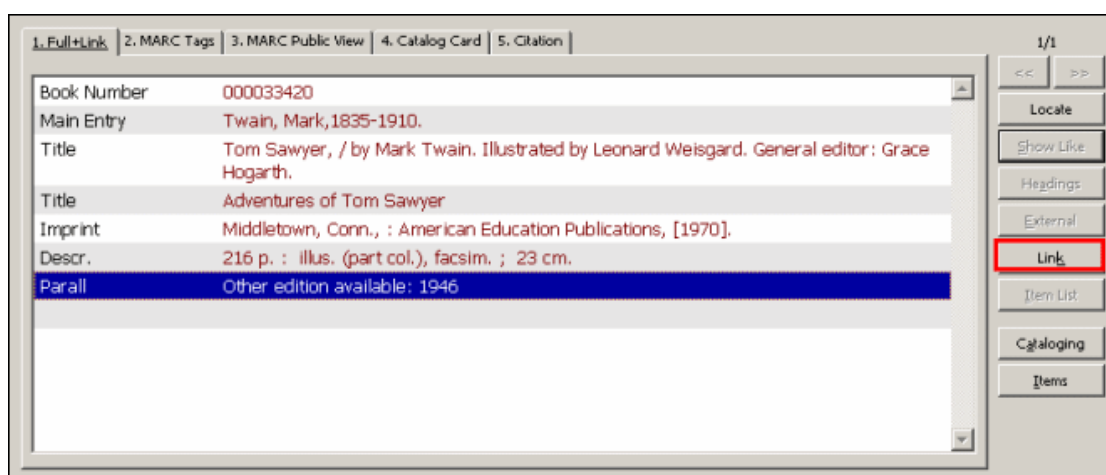 1. Full+Link 2. MARC Tags 3. MARC Public View 4. Catalog Card 5. Citation
Book Number 000033420
Main Entry Twain, Mark,1835-1910.
Title Tom Sawyer, / by Mark Twain. Illustrated by Leonard Weisgard. General editor: Grace
Hogarth.
Title Adventures of Tom Sawyer
Imprint Middletown, Conn., : American Education Publications, [1970].
Descr. 216 p. : illus. (part col.), facsim. ; 23 cm.
Parall Other edition available: 1946
1/1
<< >>
Locate
Show Like
Headings
External
Link
Item List
Cataloging
Items